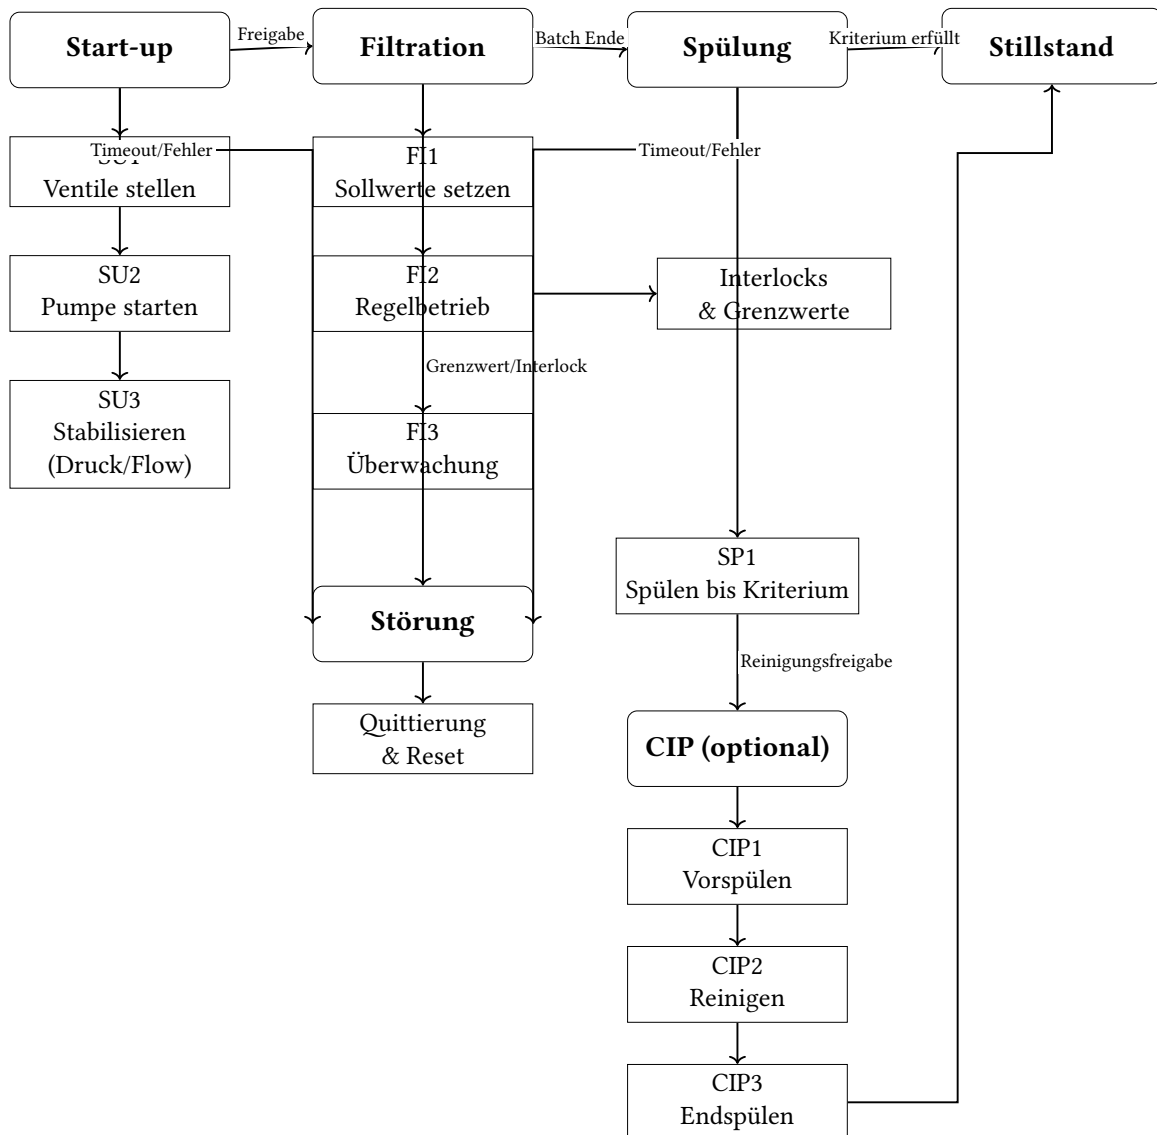 Start-up
Freigabe
Filtration
Batch Ende
Spülung
Kriterium erfüllt
Stillstand
Timeout/Fehler
Ventile stellen
FI1
Sollwerte setzen
Timeout/Fehler
SU2
Pumpe starten
FI2
Regelbetrieb
Interlocks
& Grenzwerte
Grenzwert/Interlock
SU3
Stabilisieren
(Druck/Flow)
FI3
Überwachung
SP1
Spülen bis Kriterium
Störung
Reinigungsfreigabe
Quittierung
& Reset
CIP (optional)
CIP1
Vorspülen
CIP2
Reinigen
CIP3
Endspülen